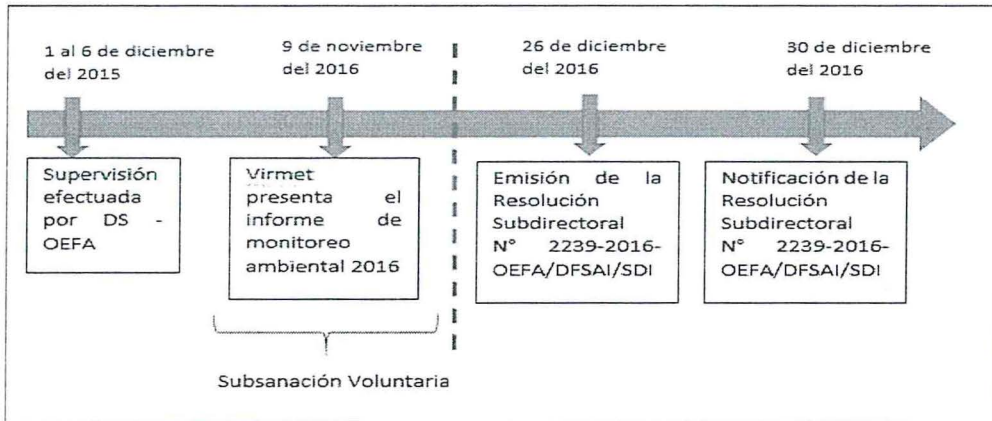 1 al 6 de diciembre
del 2015
9 de noviembre
del 2016
26 de diciembre
del 2016
30 de diciembre
del 2016
Supervisión
efectuada
por DS -
OEFA
Virmet
presenta el
informe de
monitoreo
ambiental 2016
Emisión de la
Resolución
Subdirectoral
N° 2239-2016-
OEFA/DFSAI/SDI
Notificación de la
Resolución
Subdirectoral
N° 2239-2016-
OEFA/DFSAI/SDI
Subsanación Voluntaria